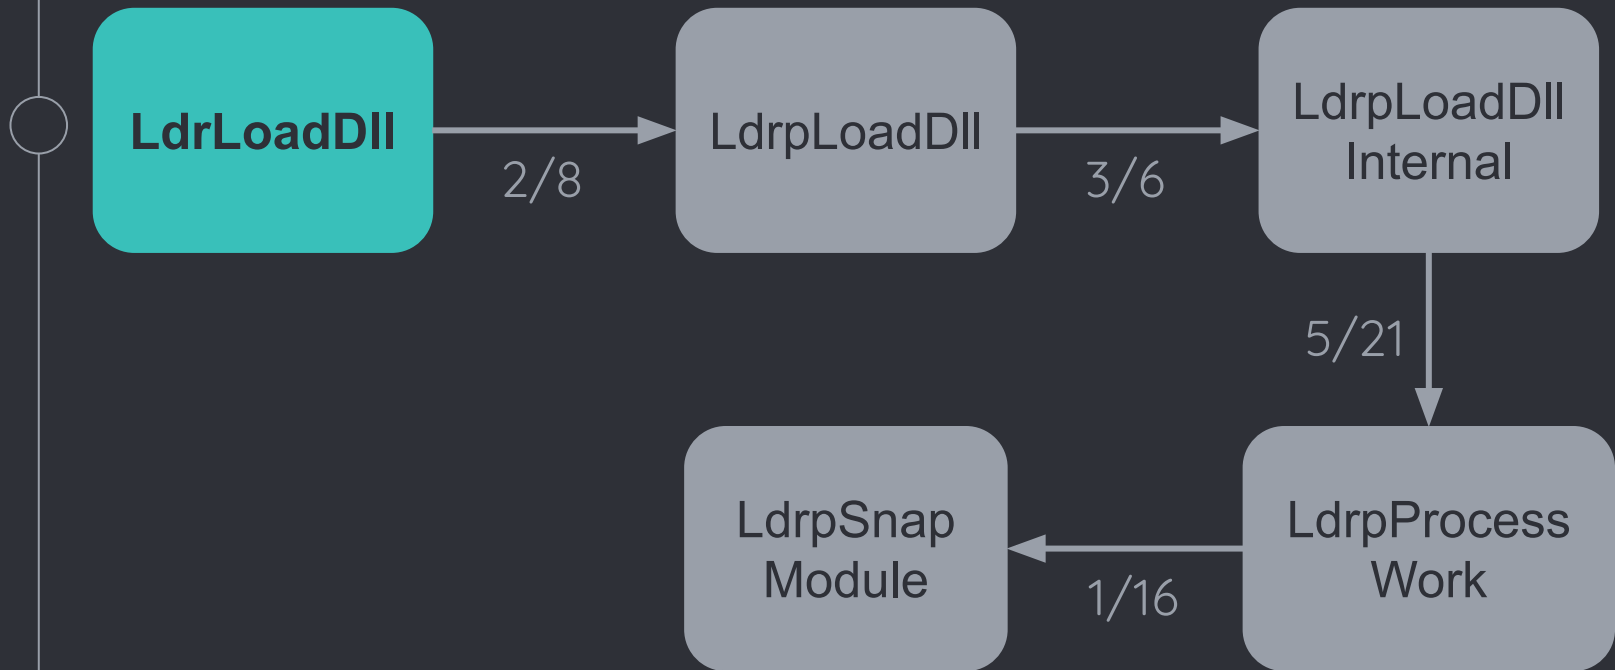 LdrLoadDll
2/8
LdrpLoadDll
3/6
LdrpLoadDll
Internal
5/21
LdrpProcess
Work
1/16
LdrpSnap
Module